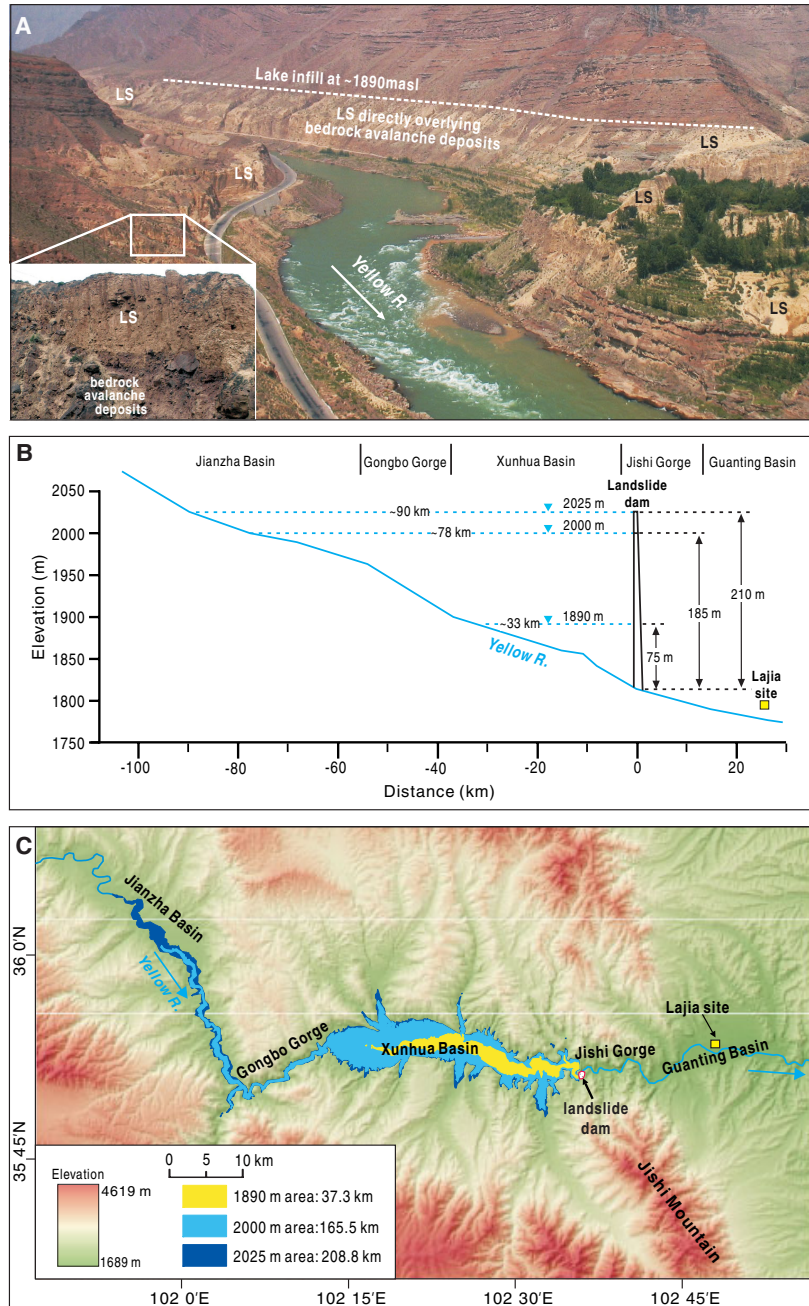 A
Lake infill at ~1890masl
LS
LS directly overlying
bedrock avalanche
deposits
LS
LS
LS
LS
Yellow R.
LS
bedrock
avalanche
deposits
B
Jianzha Basin
Gongbo Gorge
Xunhua Basin
Jishi Gorge
Guanting Basin
Landslide
dam
2050
2000
1950
1900
1850
1800
1750
Elevation (m)
~90 km
2025 m
~78 km
2000 m
~33 km
1890 m
Yellow R.
75 m
185 m
210 m
Lajia
site
-100
-80
-60
-40
-20
0
20
Distance (km)
C
Jianzha Basin
Yellow R.
Gongbo Gorge
Xunhua Basin
Jishi Gorge
Lajia site
Guanting Basin
landslide
dam
Jishi Mountain
36 0'N
35 45'N
Elevation
4619 m
1689 m
0 5 10 km
1890 m area: 37.3 km
2000 m area: 165.5 km
2025 m area: 208.8 km
102 0'E
102 15'E
102 30'E
102 45'E